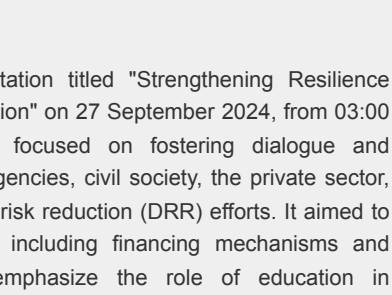 tation titled "Strengthening Resilience
ion" on 27 September 2024, from 03:00
focused on fostering dialogue and
gencies, civil society, the private sector,
risk reduction (DRR) efforts. It aimed to
including financing mechanisms and
emphasize the role of education in